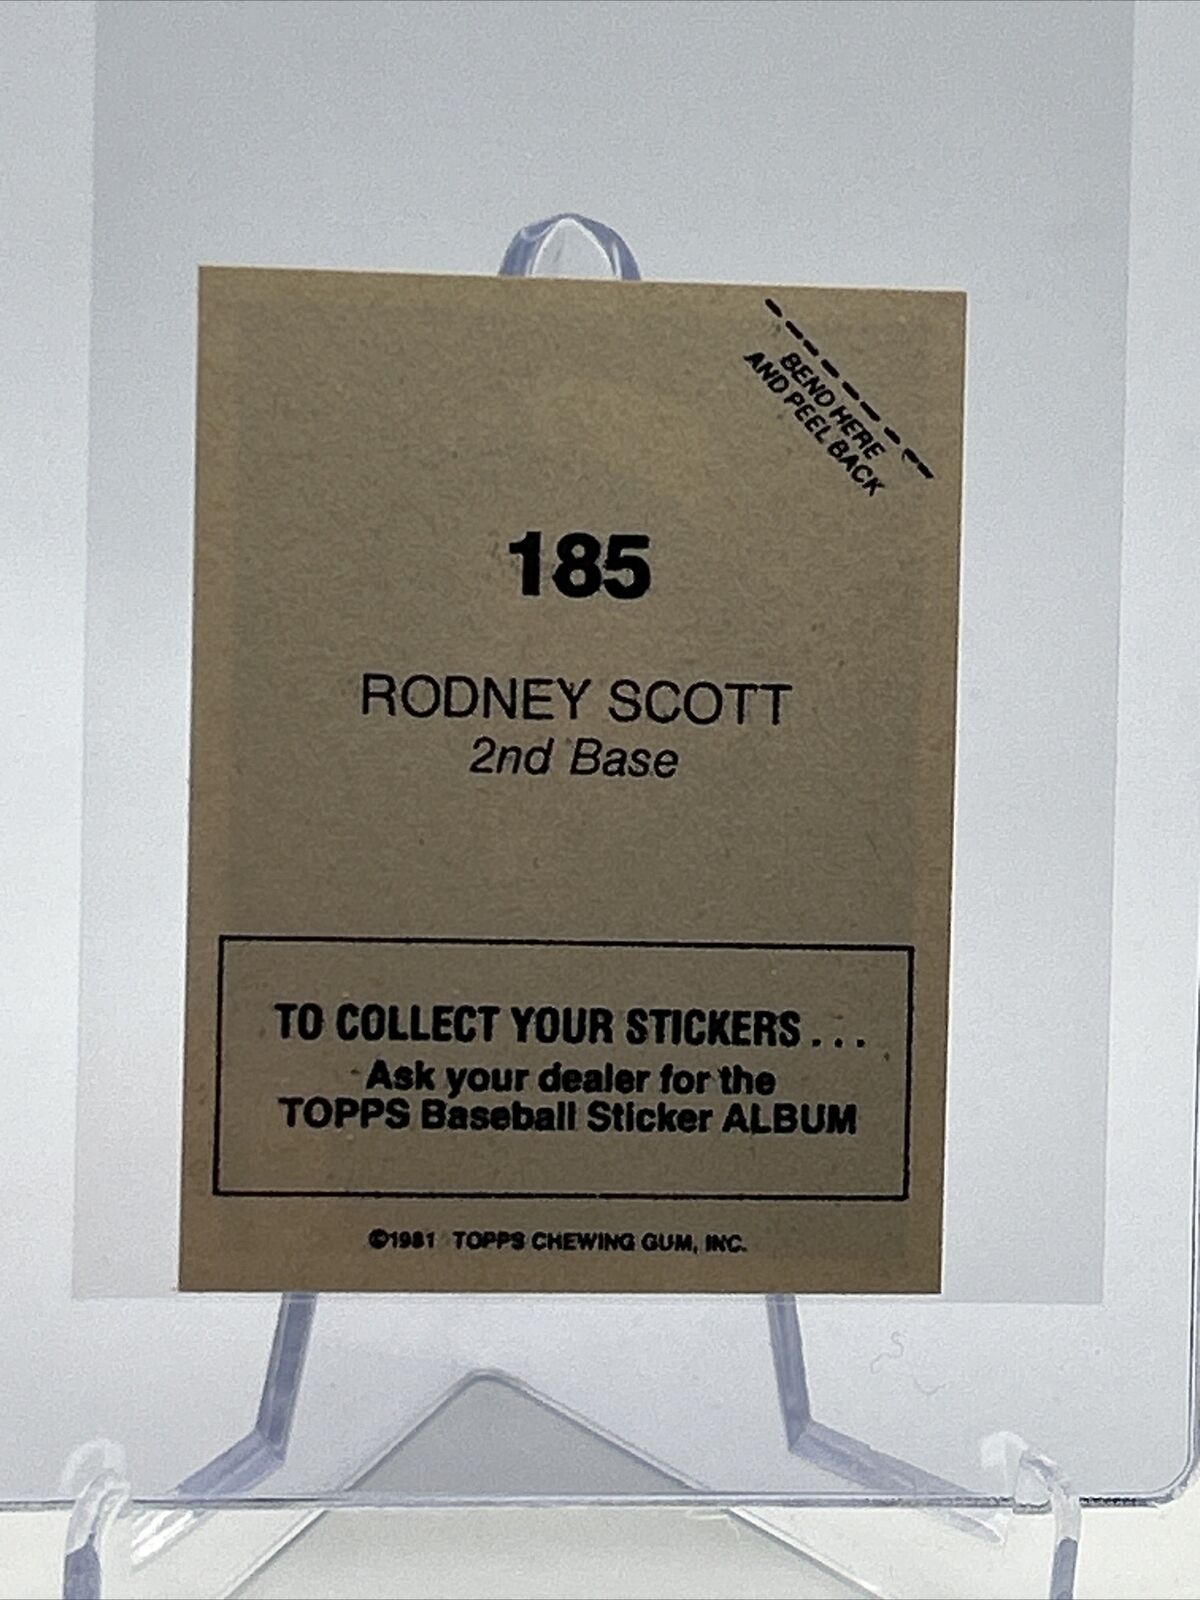 BEND HERE
AND PEEL BACK
185
RODNEY SCOTT
2nd Base
TO COLLECT YOUR STICKERS...
Ask your dealer for the
TOPPS Baseball Sticker ALBUM
©1981 TOPPS CHEWING GUM, INC.